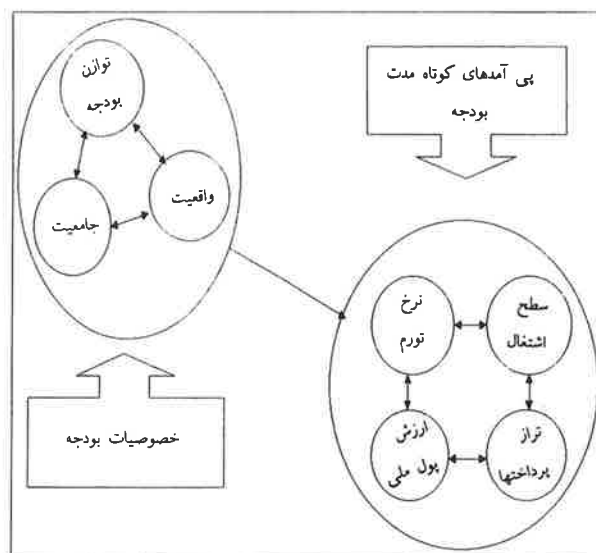 توازن
بودجه
واقعیت
جامعیت
پی آمدهای کوتاه مدت
بودجه
نرخ
تورم
سطح
اشتغال
ارزش
پول ملی
تراز
پرداختها
خصوصیات بودجه